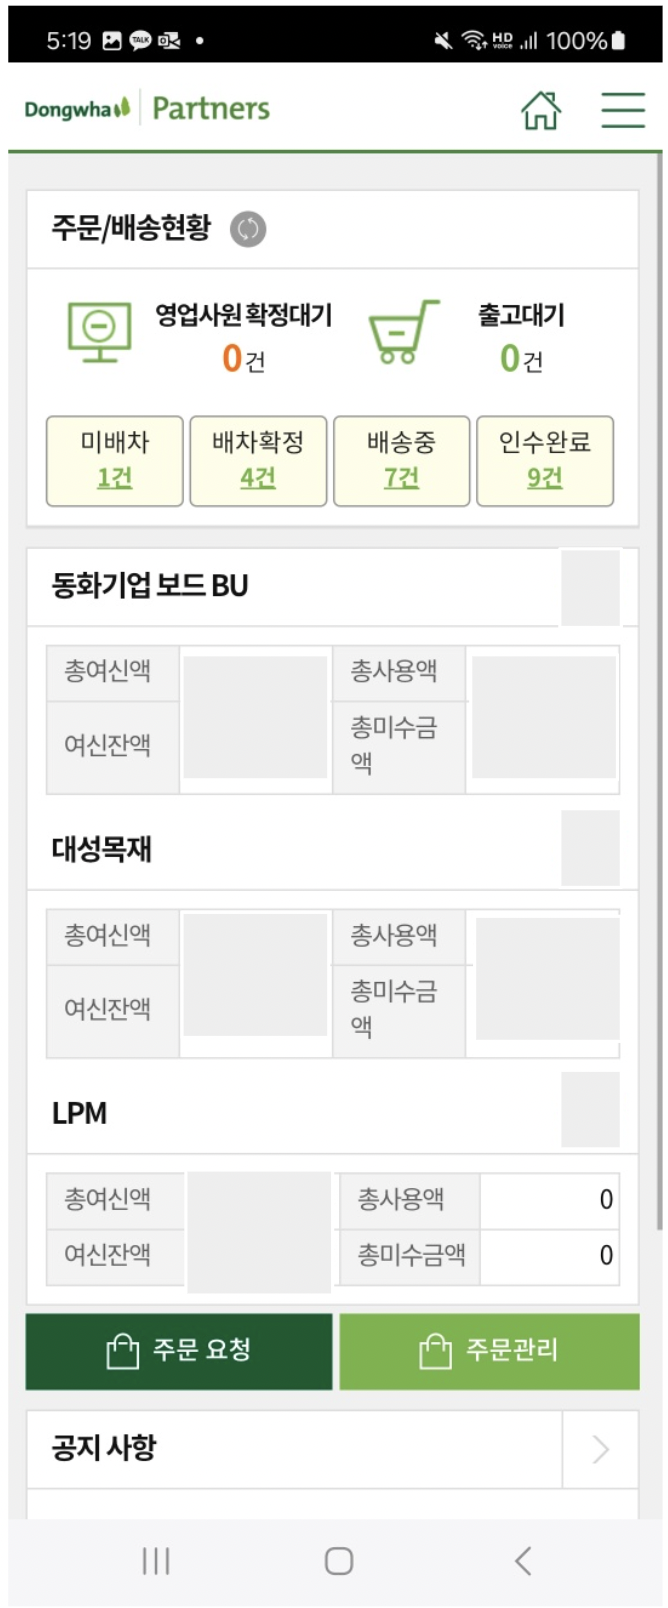 5:19 TALK HD voice 100%
Dongwha Partners
주문/배송현황
영업사원 확정대기 출고대기
0건 0건
미배차 배차확정 배송중 인수완료
1건 4건 7건 9건
동화기업 보드 BU
총여신액 총사용액
여신잔액 총미수금
액
대성목재
총여신액 총사용액
여신잔액 총미수금
액
LPM
총여신액 총사용액 0
여신잔액 총미수금액 0
주문 요청 주문관리
공지 사항